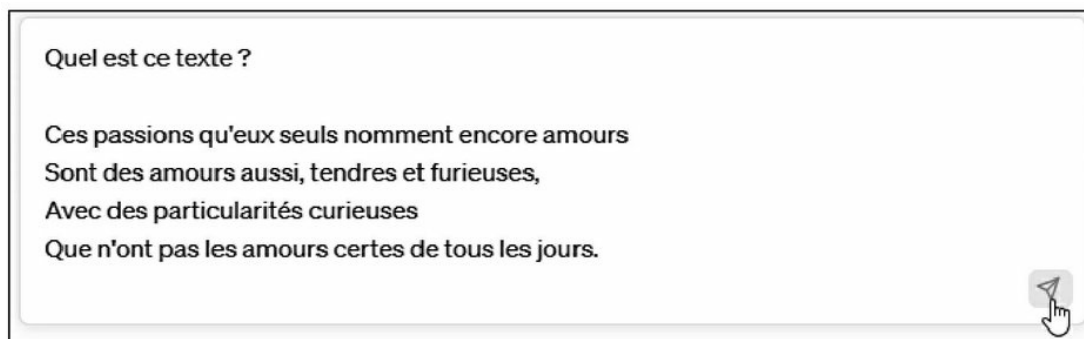 Quel est ce texte ?
Ces passions qu'eux seuls nomment encore amours
Sont des amours aussi, tendres et furieuses,
Avec des particularités curieuses
Que n'ont pas les amours certes de tous les jours.